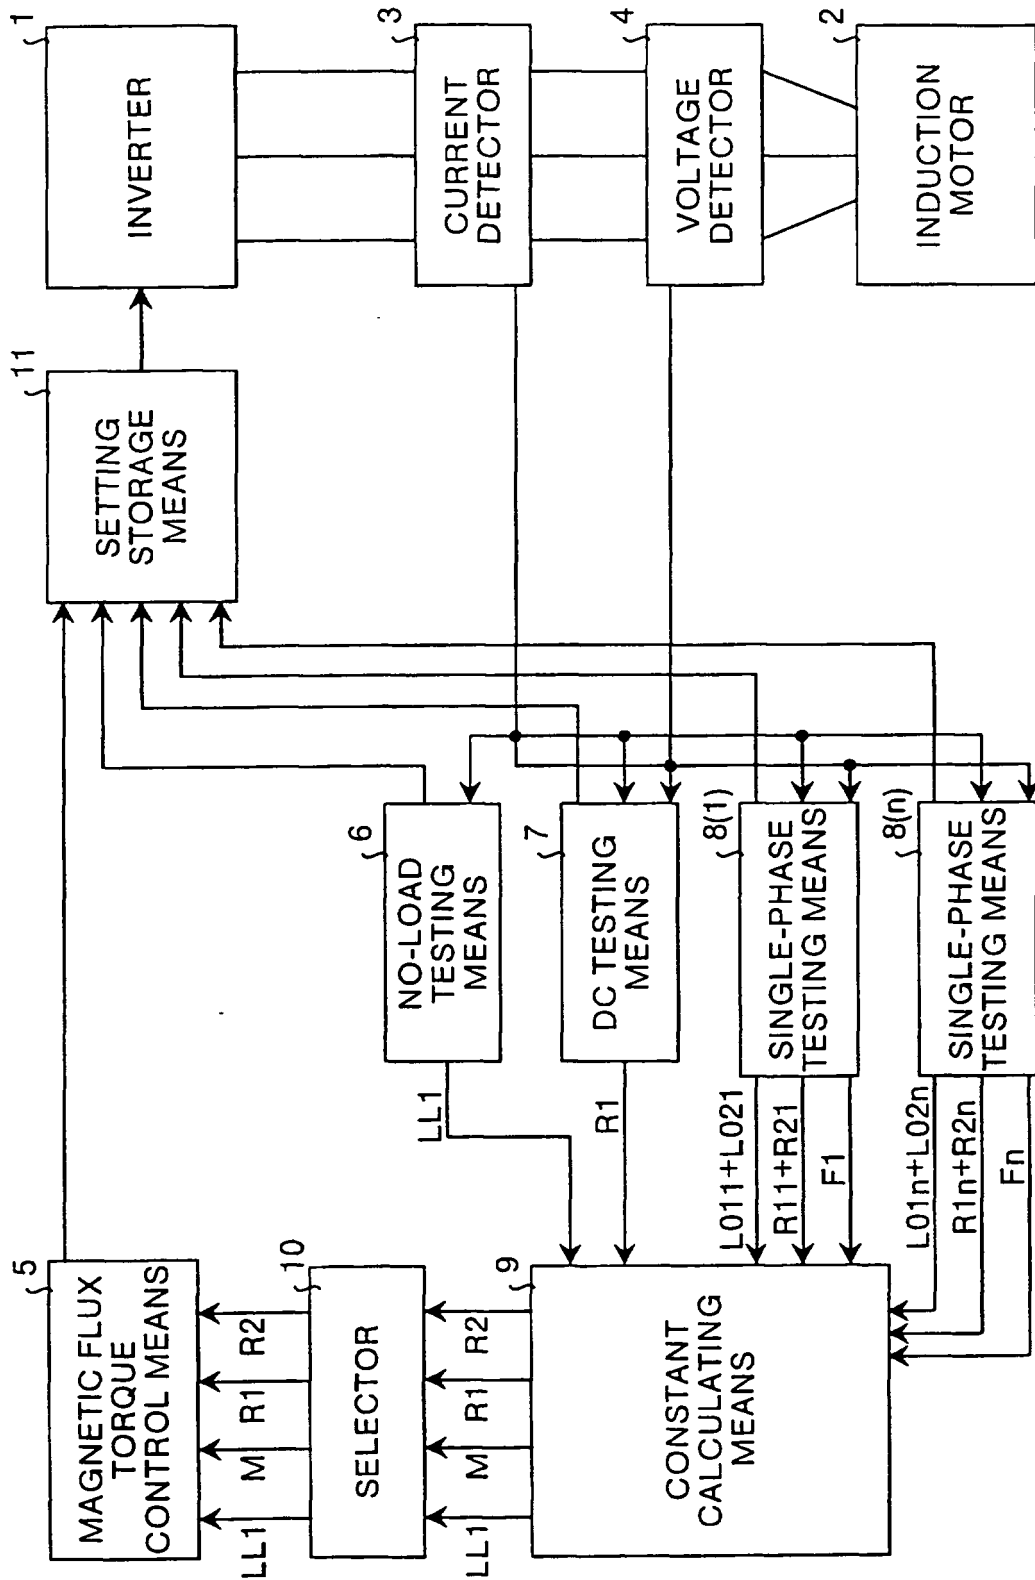 5
MAGNETIC FLUX
TORQUE
CONTROL MEANS
LL1
M
R1
R2
10
SELECTOR
LL1
M
R1
R2
9
CONSTANT
CALCULATING
MEANS
LL1
R1
L011+L021
R11+R21
F1
L01n+L02n
R1n+R2n
Fn
6
NO-LOAD
TESTING
MEANS
7
DC TESTING
MEANS
8(1)
SINGLE-PHASE
TESTING MEANS
8(n)
SINGLE-PHASE
TESTING MEANS
11
SETTING
STORAGE
MEANS
1
INVERTER
3
CURRENT
DETECTOR
4
VOLTAGE
DETECTOR
2
INDUCTION
MOTOR